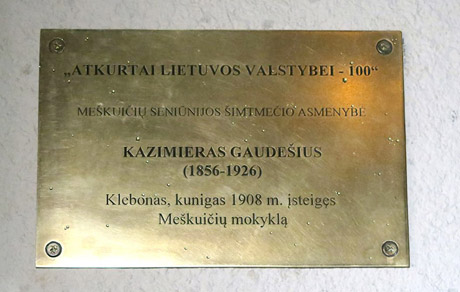 „ATKURTAI LIETUVOS VALSTYBEI - 100“
MEŠKUIČIŲ SENIŪNIJOS ŠIMTMEČIO ASMENYBĖ
KAZIMIERAS GAUDEŠIUS
(1856-1926)
Klebonas, kunigas 1908 m. įsteigęs
Meškuičių mokyklą